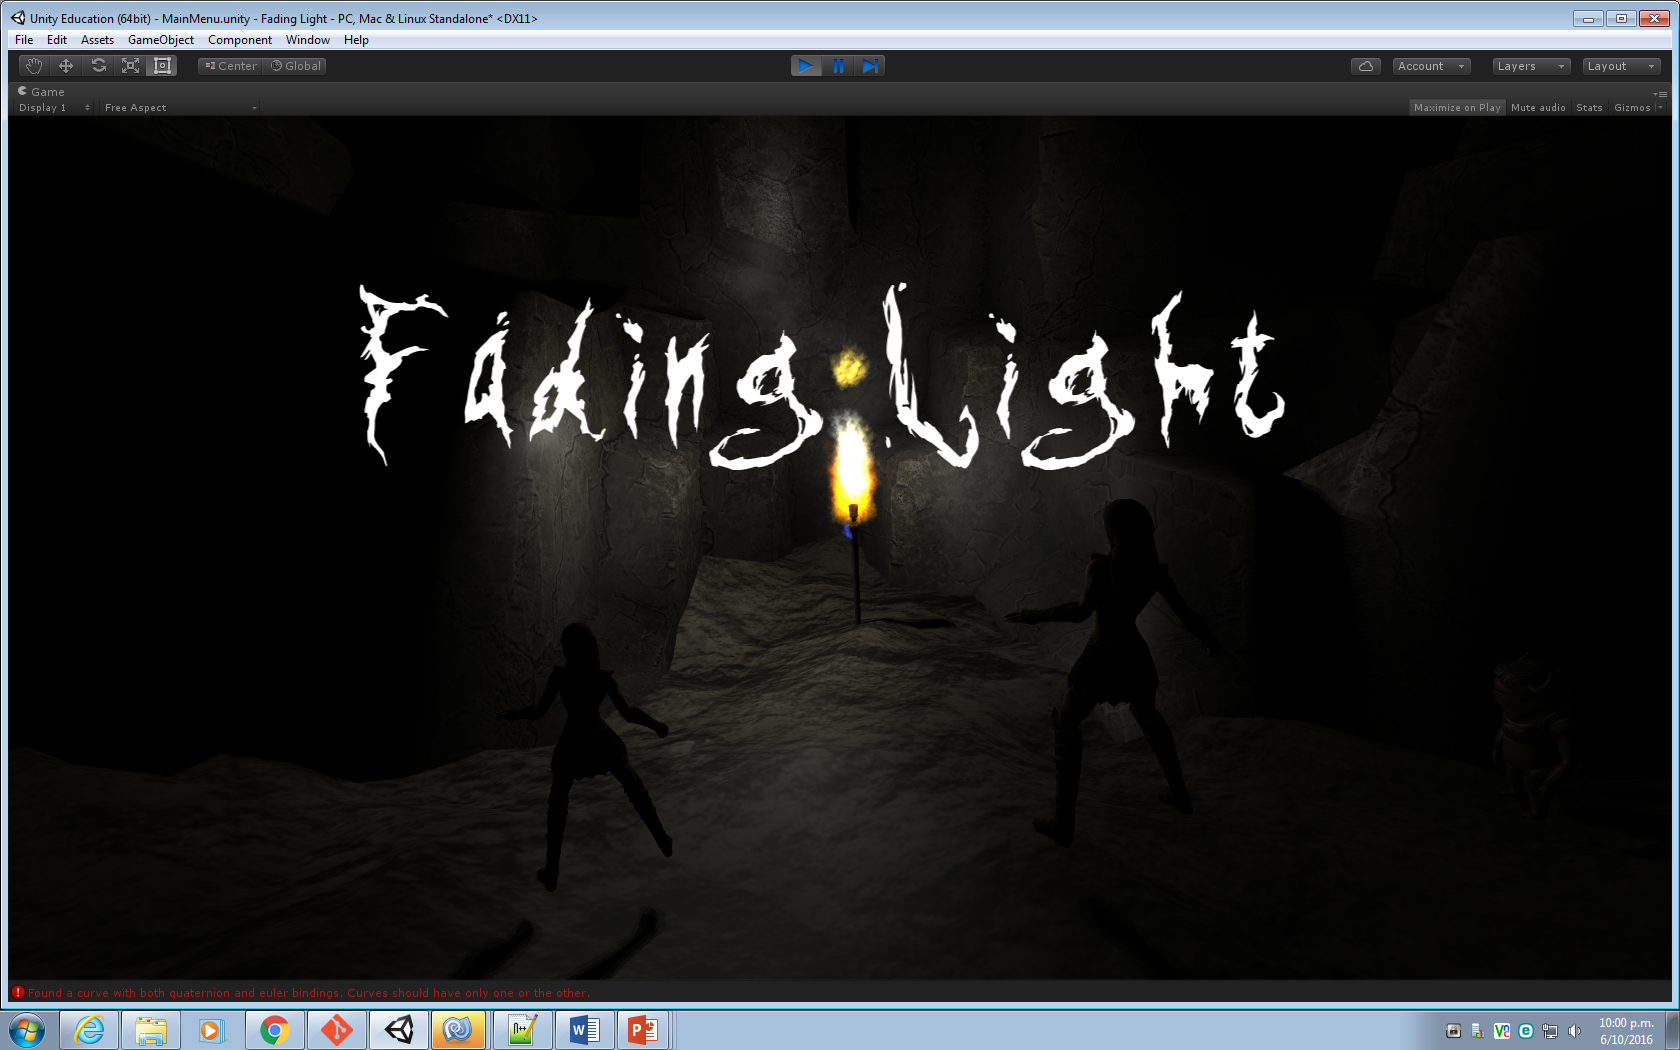 Unity Education (64bit) - MainMenu.unity - Fading Light - PC, Mac & Linux Standalone* <DX11>
File Edit Assets GameObject Component Window Help
Center Global Account Layers Layout
Game
Display 1 Free Aspect Maximize on Play Mute audio Stats Gizmos
Fading Light
Found a curve with both quaternion and euler bindings. Curves should have only one or the other.
10:00 p.m.
6/10/2016